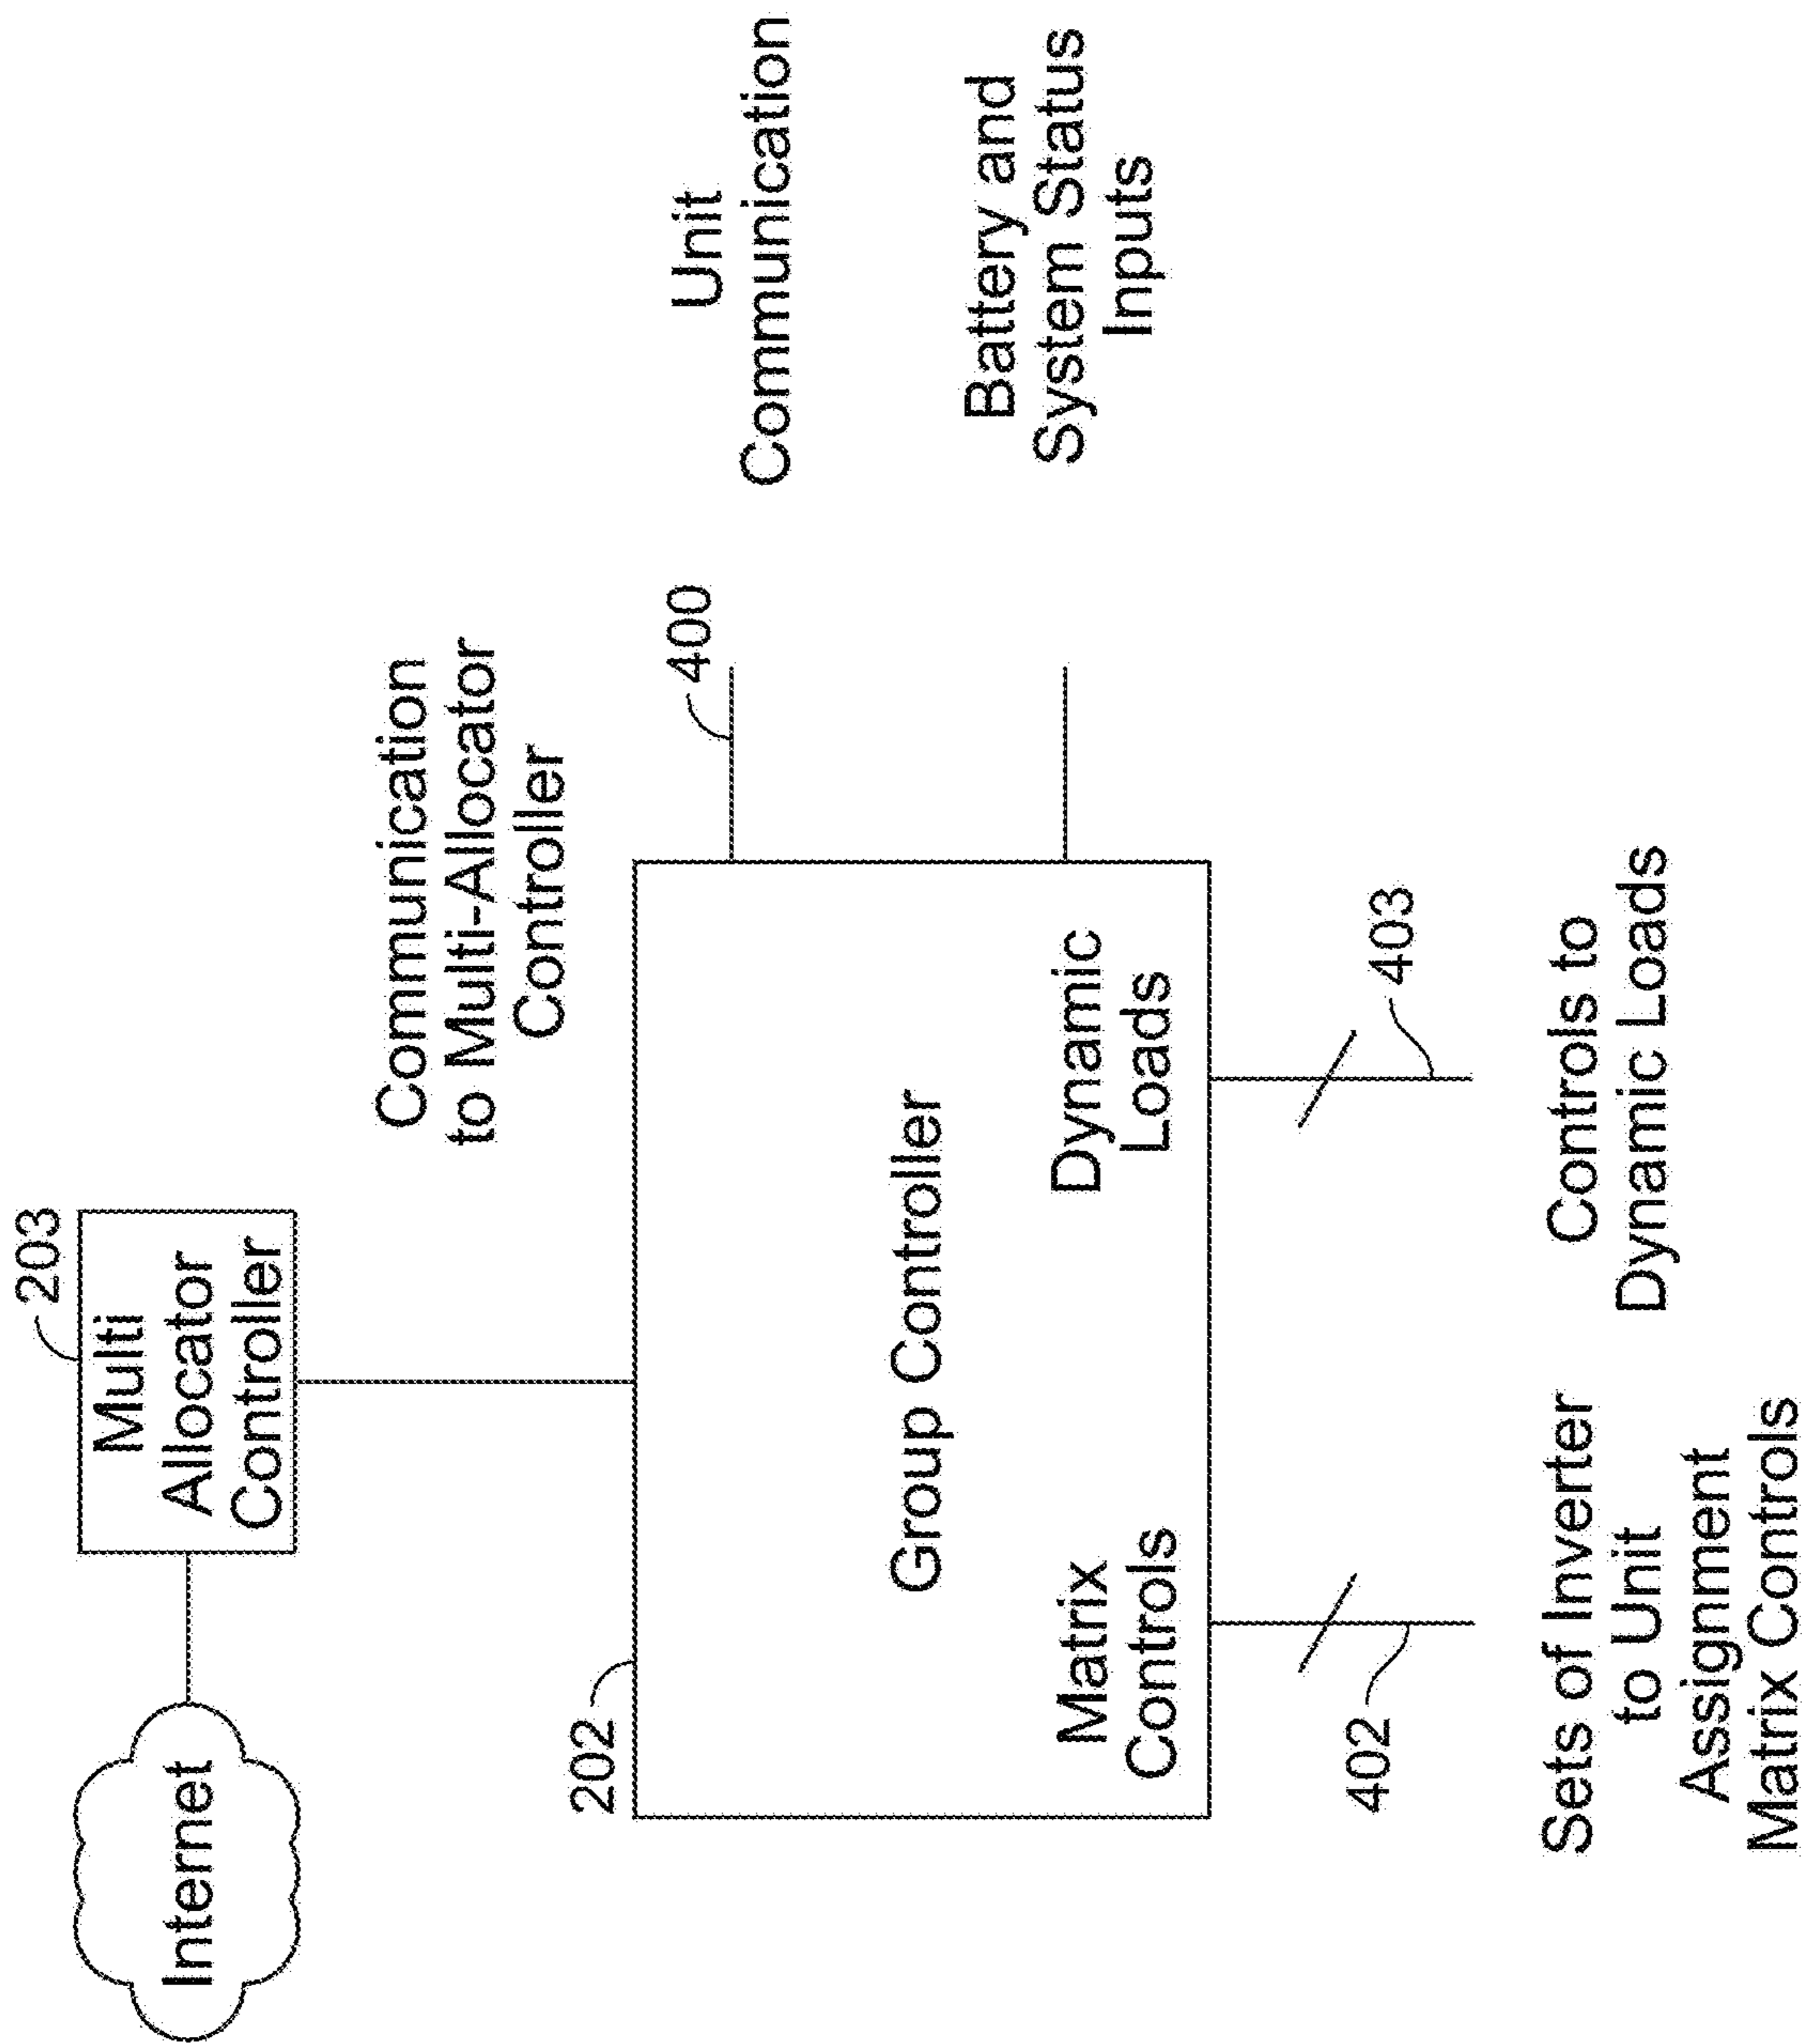 Internet
203
Multi
Allocator
Controller
Communication
to Multi-Allocator
Controller
202
Group Controller
Matrix
Controls
Dynamic
Loads
400
Unit
Communication
Battery and
System Status
Inputs
402
403
Sets of Inverter
to Unit
Assignment
Matrix Controls
Controls to
Dynamic Loads